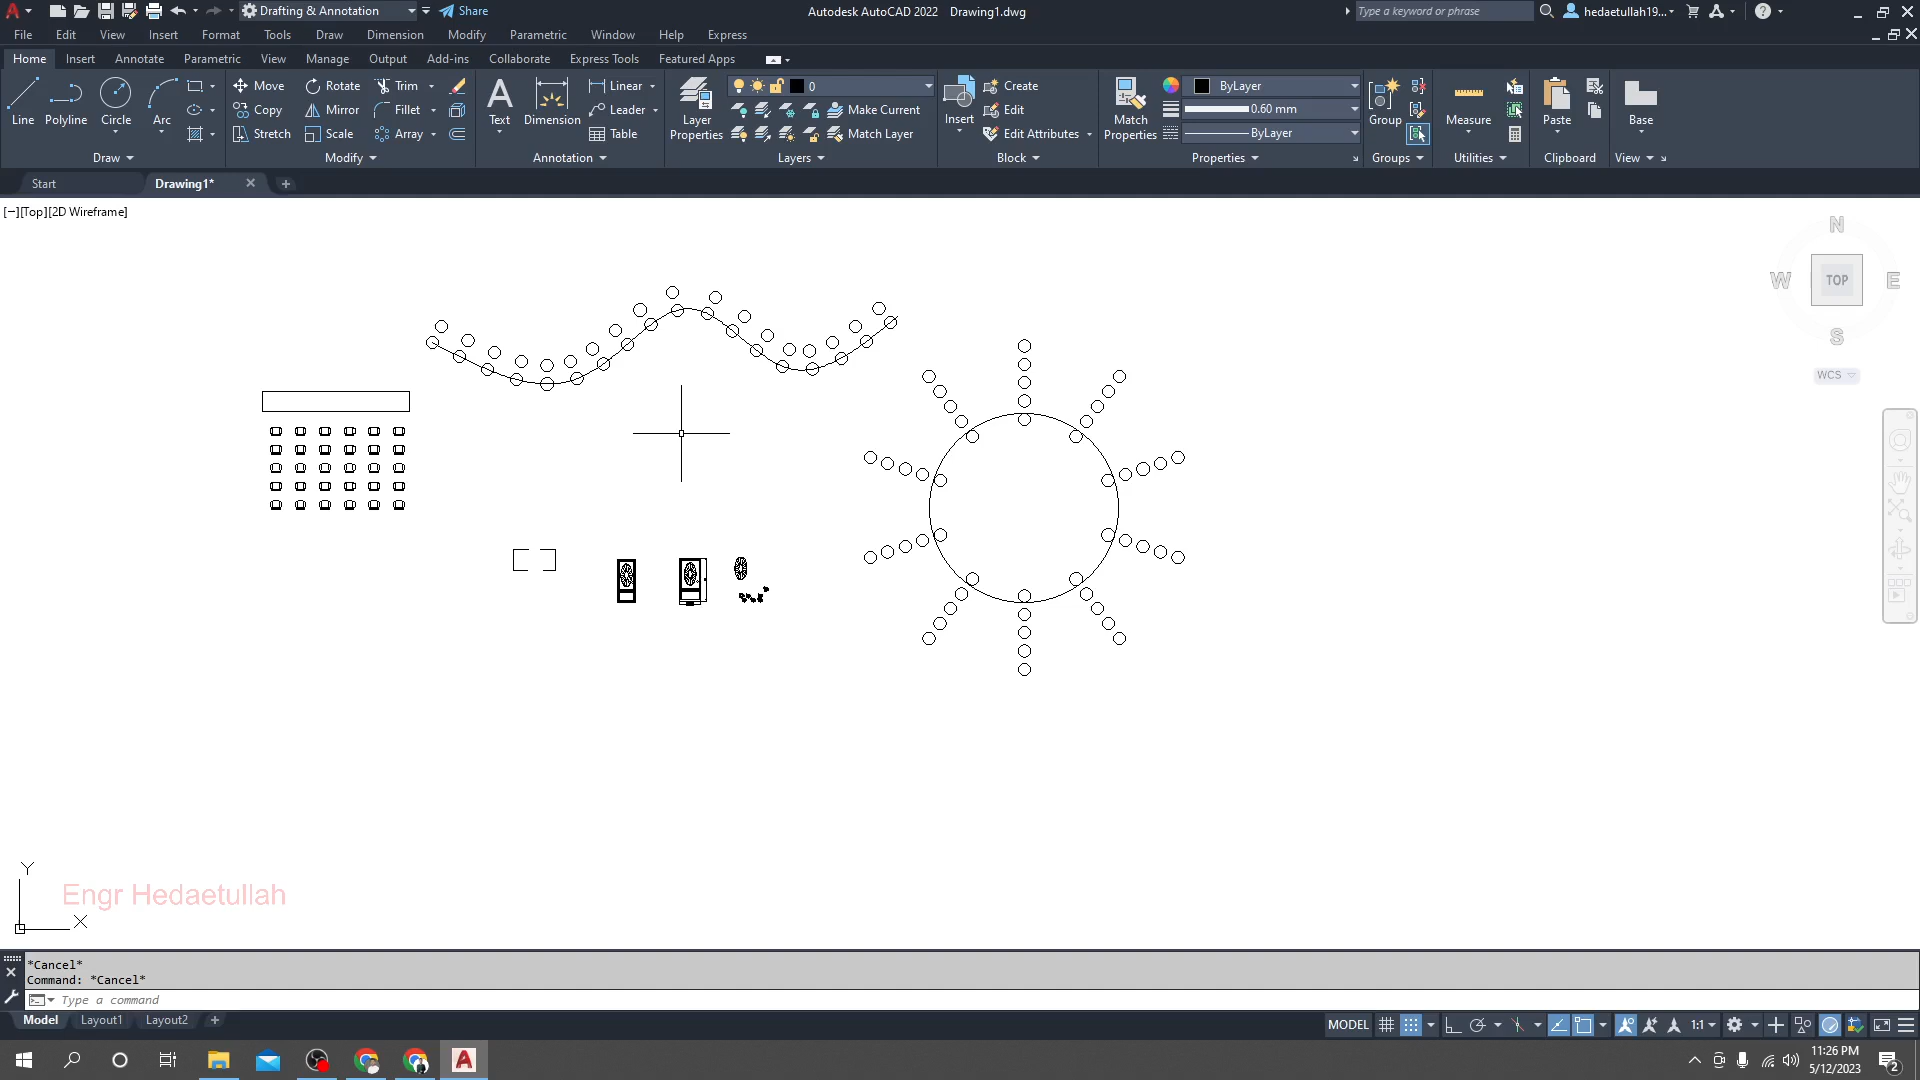 Drafting & Annotation
Share
Autodesk AutoCAD 2022 Drawing1.dwg
Type a keyword or phrase
hedaetullah19...
File Edit View Insert Format Tools Draw Dimension Modify Parametric Window Help Express
Home Insert Annotate Parametric View Manage Output Add-ins Collaborate Express Tools Featured Apps
Line
Polyline
Circle
Arc
Draw
Move Rotate Trim
Copy Mirror Fillet
Stretch Scale Array
Modify
Text
Dimension
Linear
Leader
Table
Annotation
Layer
Properties
0
Make Current
Match Layer
Layers
Insert
Create
Edit
Edit Attributes
Block
Match
Properties
ByLayer
0.60 mm
ByLayer
Properties
Group
Groups
Measure
Utilities
Paste
Clipboard
Base
View
Start
Drawing1*
[−][Top][2D Wireframe]
N
W TOP E
S
WCS
Y
X
Engr Hedaetullah
*Cancel*
Command: *Cancel*
Type a command
Model Layout1 Layout2
MODEL
1:1
11:26 PM
5/12/2023
2